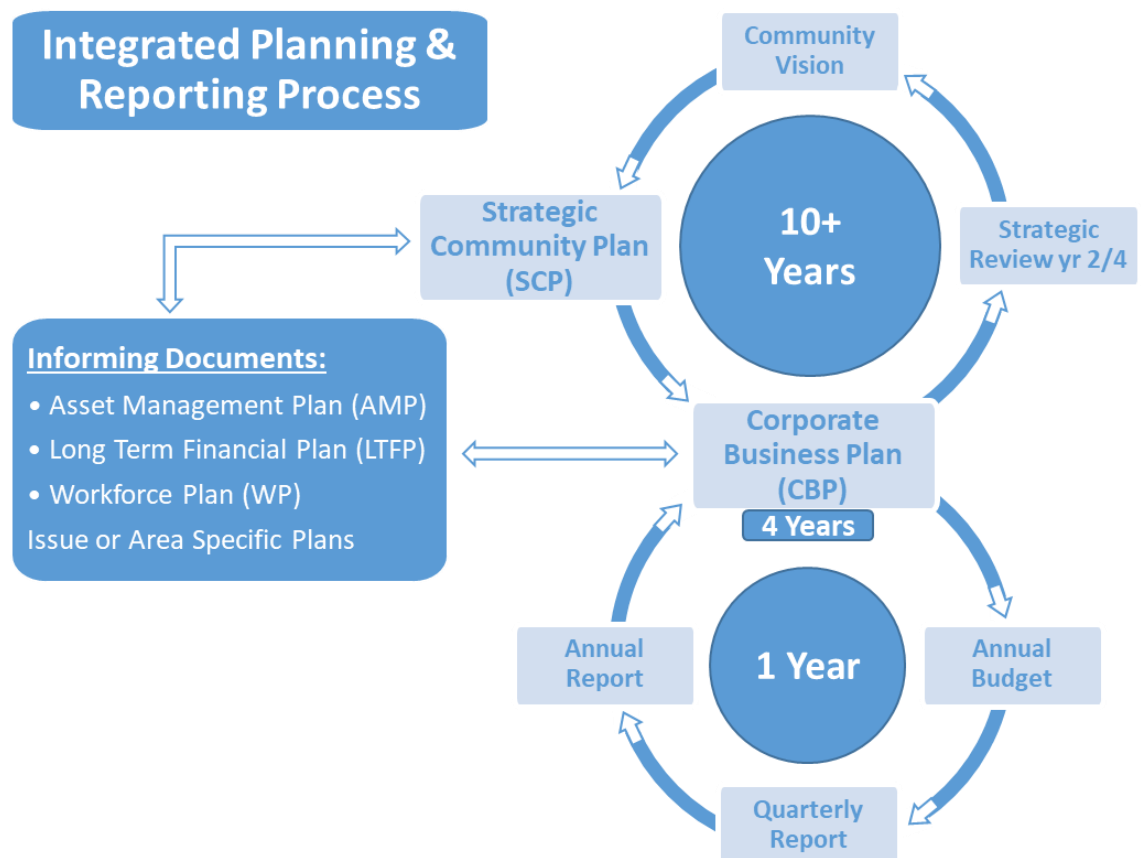 Integrated Planning &
Reporting Process
Community
Vision
Strategic
Community Plan
(SCP)
10+
Years
Strategic
Review yr 2/4
Informing Documents:
• Asset Management Plan (AMP)
• Long Term Financial Plan (LTFP)
• Workforce Plan (WP)
Issue or Area Specific Plans
Corporate
Business Plan
(CBP)
4 Years
Annual
Report
1 Year
Annual
Budget
Quarterly
Report